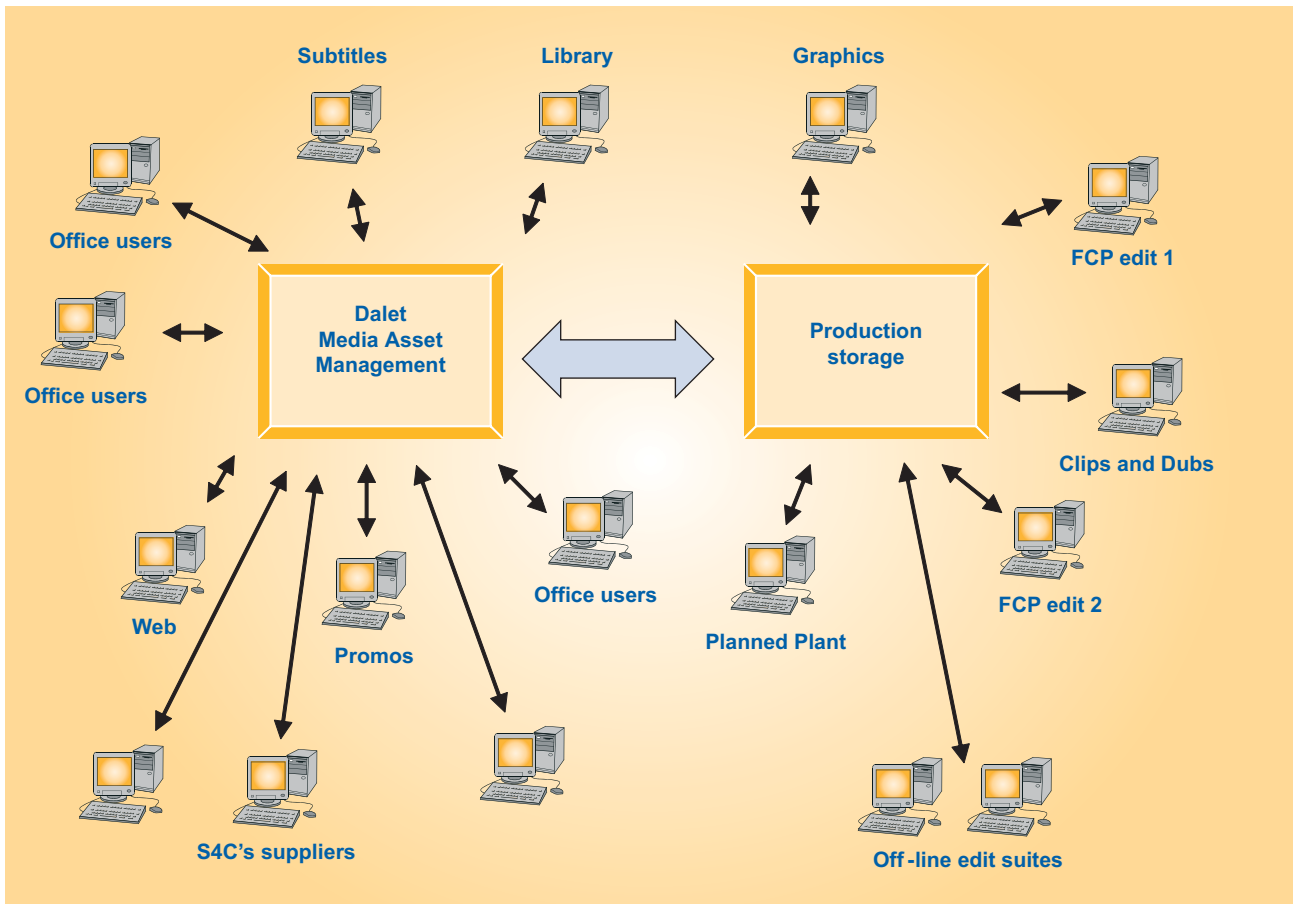 Subtitles
Library
Graphics
Office users
FCP edit 1
Office users
Dalet
Media Asset
Management
Production
storage
Clips and Dubs
Web
Promos
Office users
Planned Plant
FCP edit 2
S4C's suppliers
Off-line edit suites